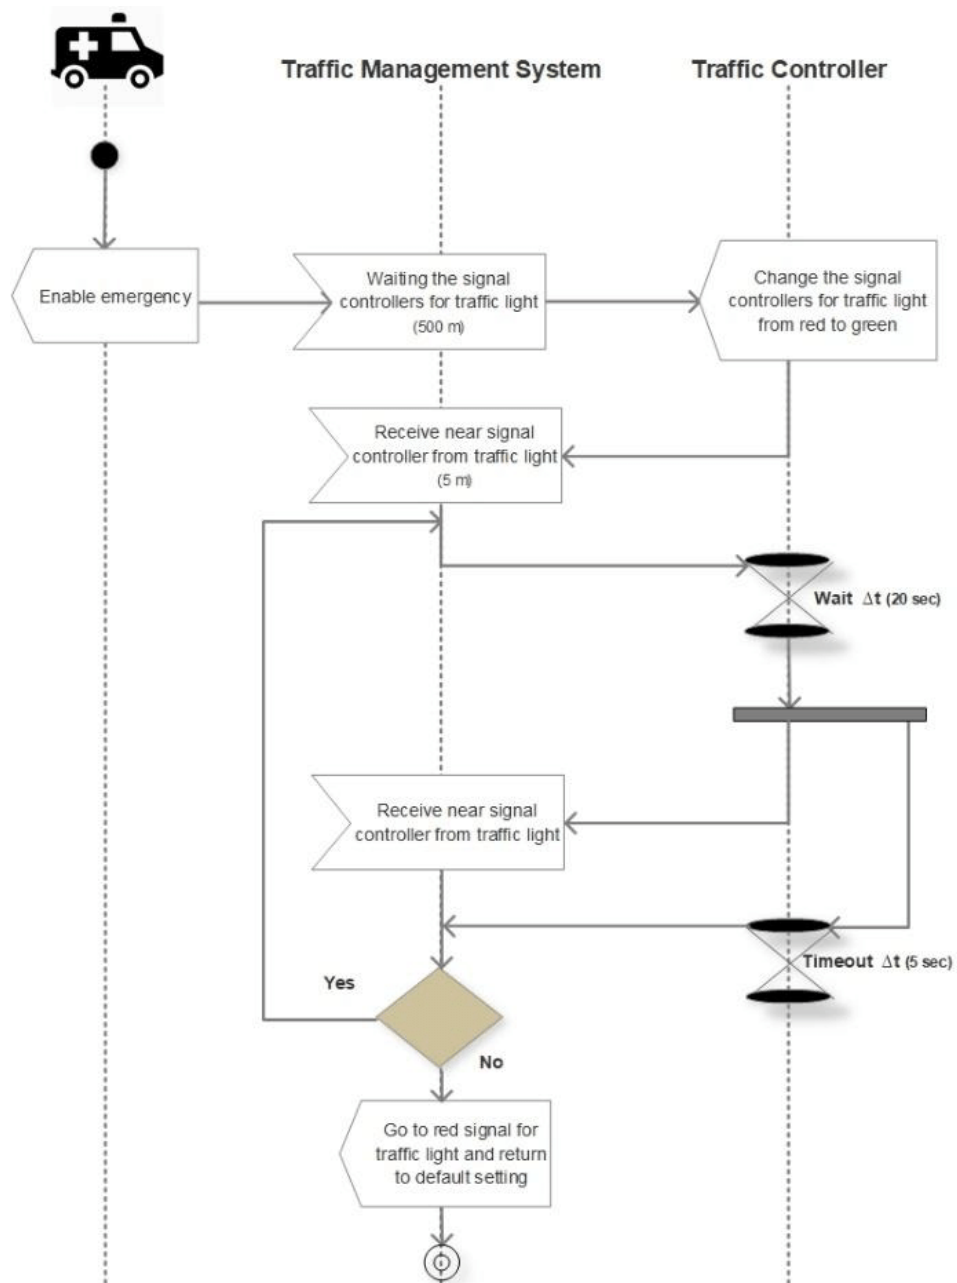 Traffic Management System
Traffic Controller
Enable emergency
Waiting the signal
controllers for traffic light
(500 m)
Change the signal
controllers for traffic light
from red to green
Receive near signal
controller from traffic light
(5 m)
Wait Δt (20 sec)
Receive near signal
controller from traffic light
Timeout Δt (5 sec)
Yes
No
Go to red signal for
traffic light and return
to default setting